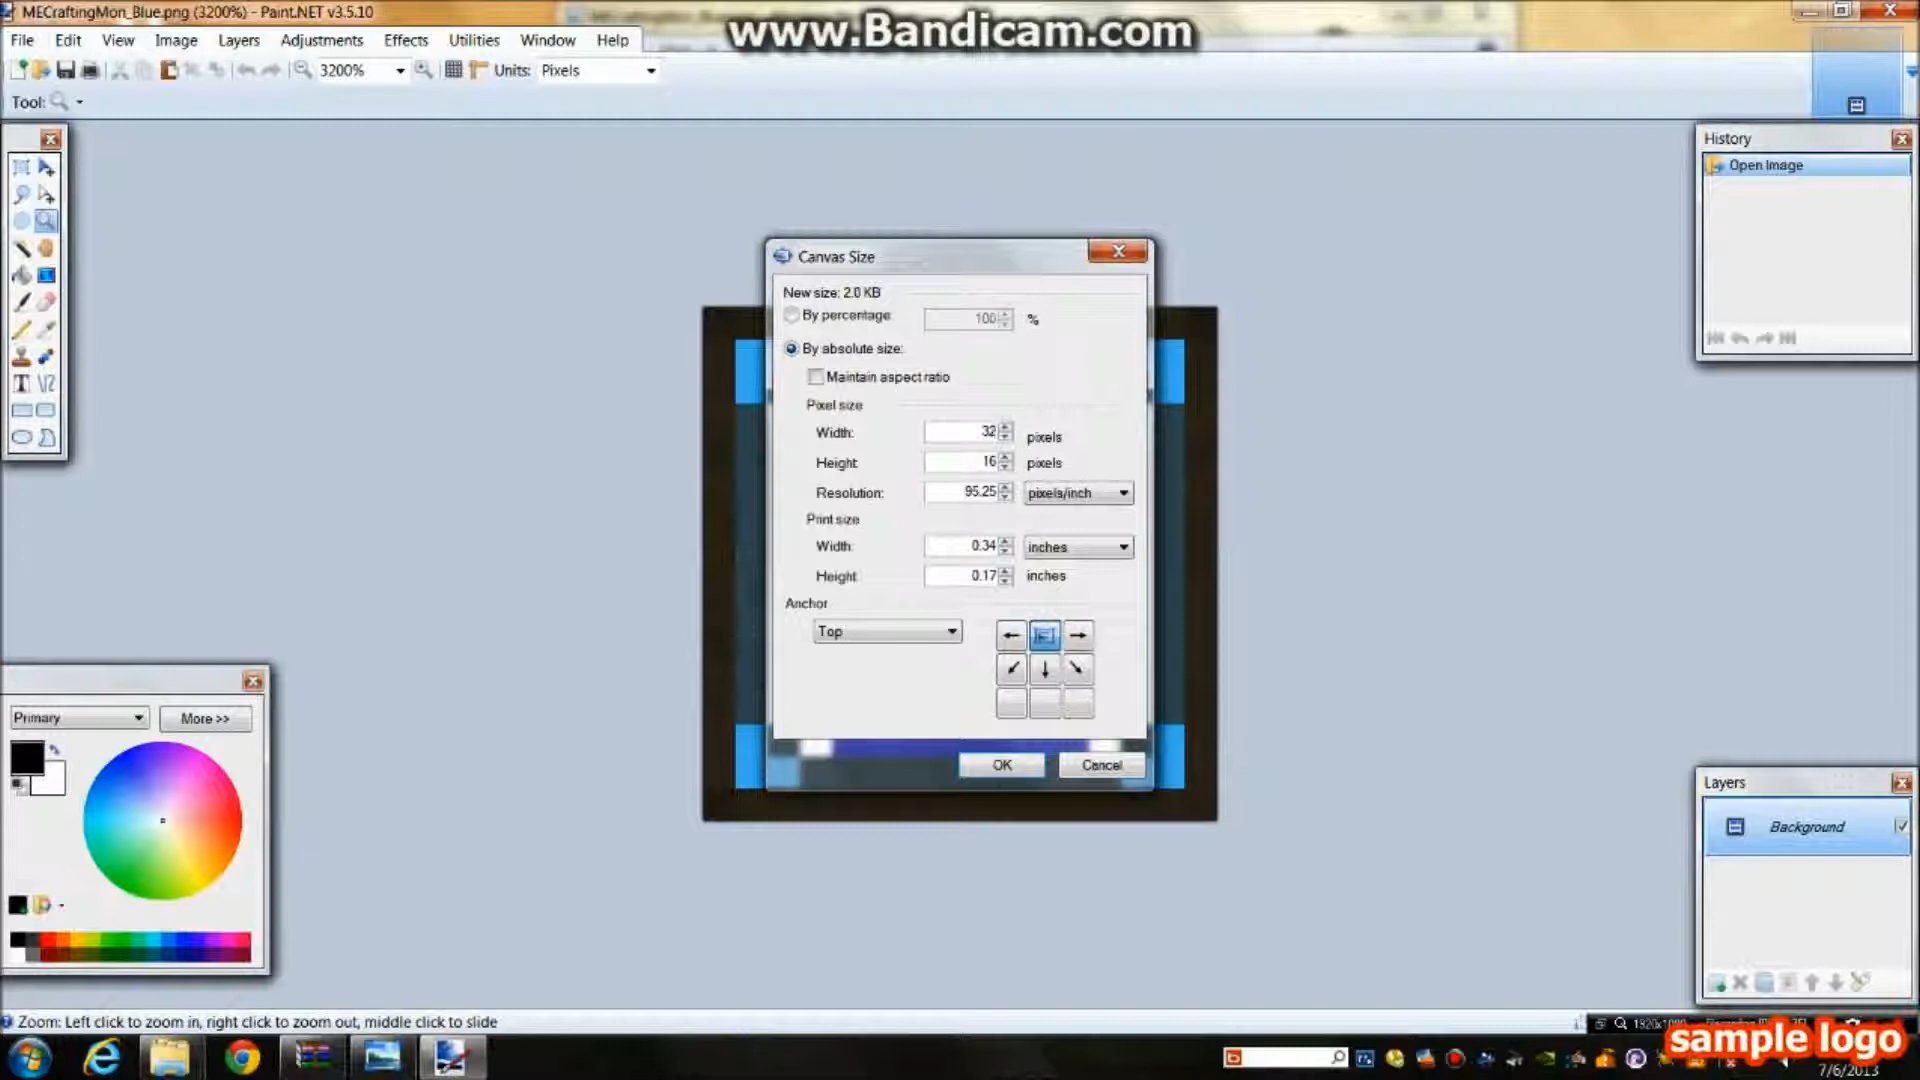 MECraftingMon_Blue.png (3200%) - Paint.NET v3.5.10
www.Bandicam.com
File Edit View Image Layers Adjustments Effects Utilities Window Help
3200% Units: Pixels
Tool:
History
Open Image
Canvas Size
New size: 2.0 KB
By percentage: 100 %
By absolute size:
Maintain aspect ratio
Pixel size
Width: 32 pixels
Height: 16 pixels
Resolution: 95.25 pixels/inch
Print size
Width: 0.34 inches
Height: 0.17 inches
Anchor
Top
OK Cancel
Primary More >>
Layers
Background
Zoom: Left click to zoom in, right click to zoom out, middle click to slide
sample logo
7/6/2013